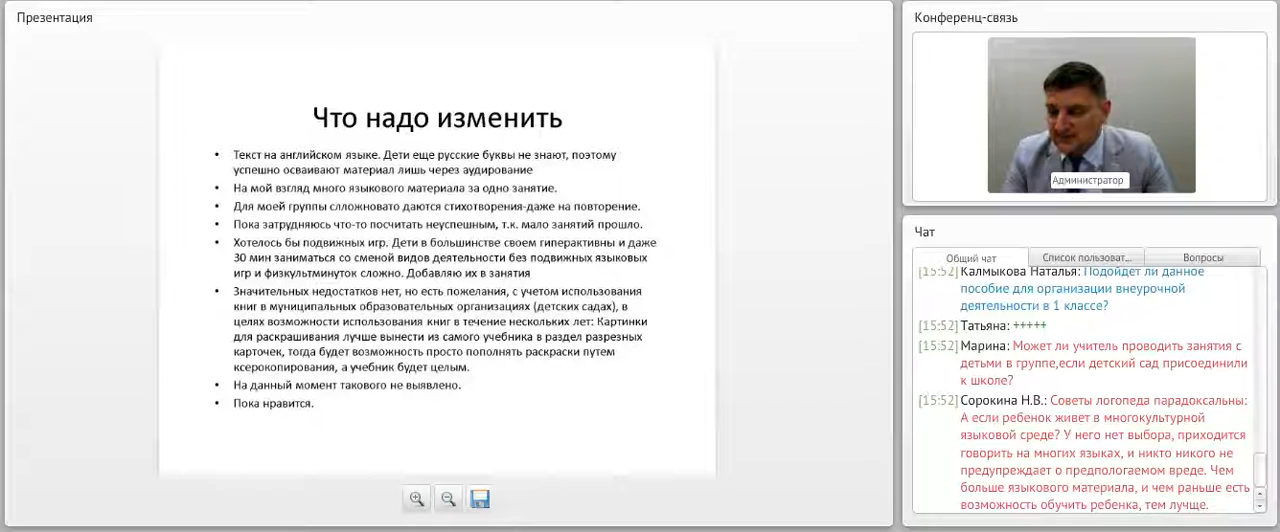 Презентация
Что надо изменить
• Текст на английском языке. Дети еще русские буквы не знают, поэтому
успешно осваивают материал лишь через аудирование
• На мой взгляд много языкового материала за одно занятие.
• Для моей группы слложновато даются стихотворения-даже на повторение.
• Пока затрудняюсь что-то посчитать неуспешным, т.к. мало занятий прошло.
• Хотелось бы подвижных игр. Дети в большинстве своем гиперактивны и даже
30 мин заниматься со сменой видов деятельности без подвижных языковых
игр и физкультминуток сложно. Добавляю их в занятия
• Значительных недостатков нет, но есть пожелания, с учетом использования
книг в муниципальных образовательных организациях (детских садах), в
целях возможности использования книг в течение нескольких лет: Картинки
для раскрашивания лучше вынести из самого учебника в раздел разрезных
карточек, тогда будет возможность просто пополнять раскраски путем
ксерокопирования, а учебник будет целым.
• На данный момент такового не выявлено.
• Пока нравится.
Конференц-связь
Администратор
Чат
Общий чат
Список пользоват...
Вопросы
[15:52] Калмыкова Наталья: Подойдет ли данное
пособие для организации внеурочной
деятельности в 1 классе?
[15:52] Татьяна: +++++
[15:52] Марина: Может ли учитель проводить занятия с
детьми в группе,если детский сад присоединили
к школе?
[15:52] Сорокина Н.В.: Советы логопеда парадоксальны:
А если ребенок живет в многокультурной
языковой среде? У него нет выбора, приходится
говорить на многих языках, и никто никого не
предупреждает о предпологаемом вреде. Чем
больше языкового материала, и чем раньше есть
возможность обучить ребенка, тем лучше.